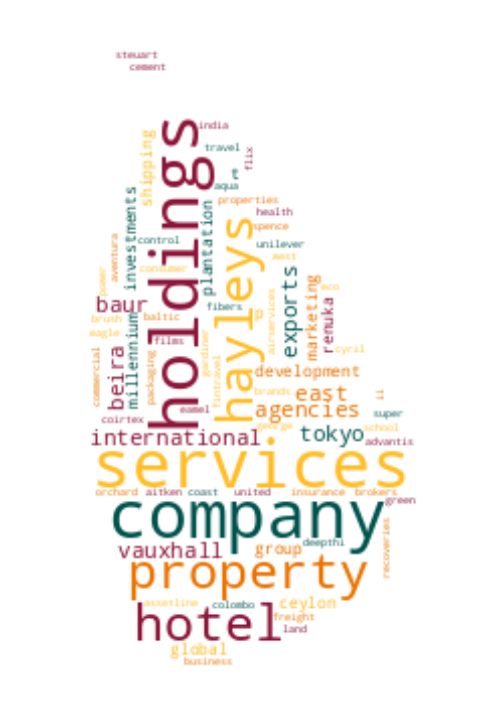 steuart
cement
holdings
india
shipping
travel
flix
rt
aqua
investments
plantation
properties
health
hayleys
spence
control
unilever
aventura
west
consumer
power
exports
marketing
eco
airservices
baur
millennium
renuka
fibers
baltic
brush
eagle
films
gardiner
cyril
beira
commercial
packaging
fintravel
development
brands
east
ii
eamel
agencies
super
coirtex
george
school
international
tokyo
advantis
services
orchard
aitken
coast
united
insurance
brokers
green
company
recoveries
vauxhall
group
deepthi
property
assetline
colombo
ceylon
hotel
freight
land
global
business